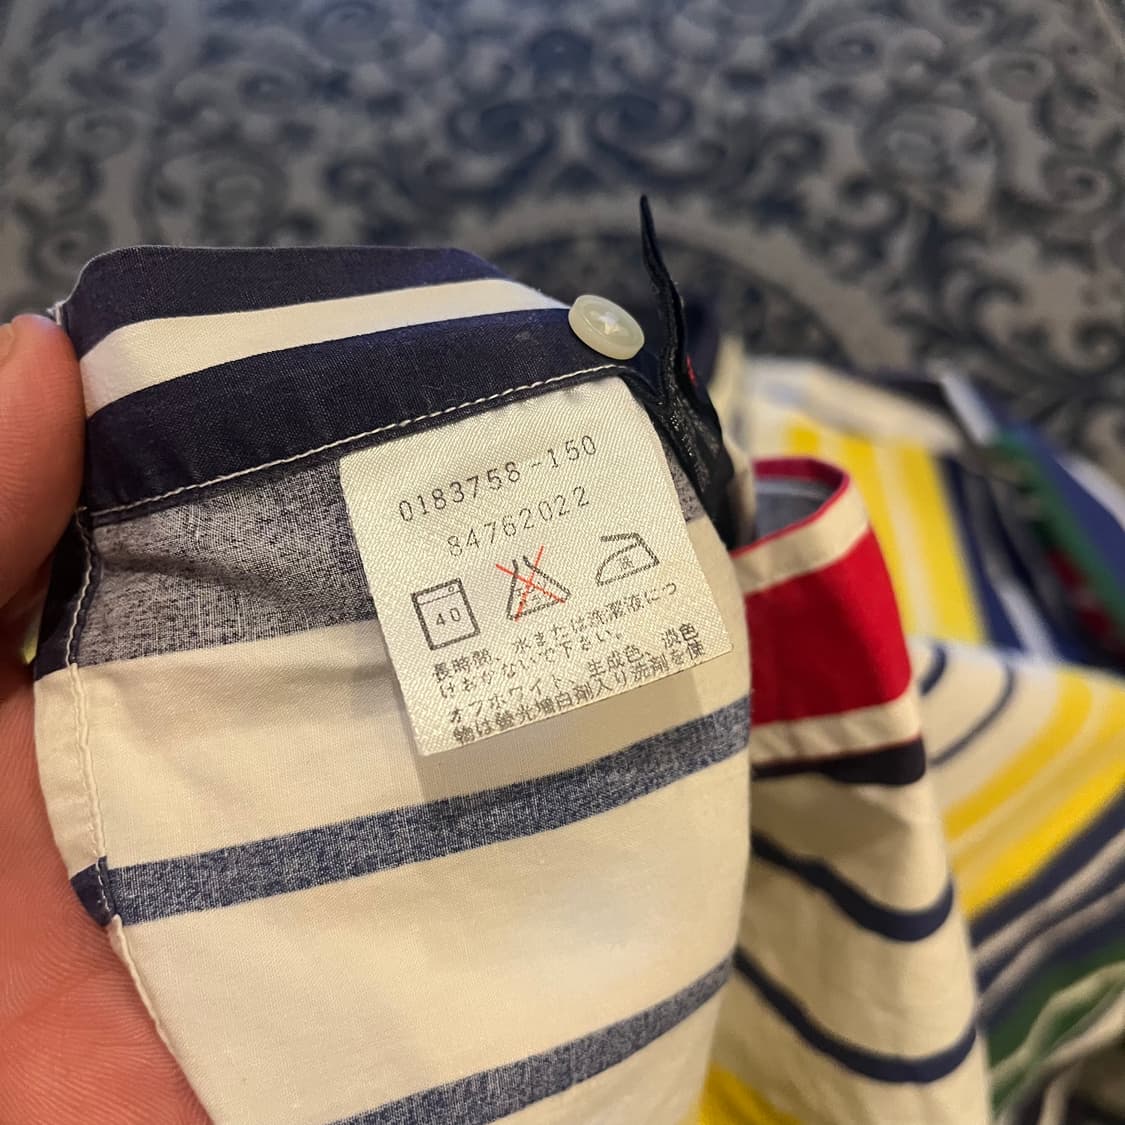 0183758-150
84762022
40
長時間、水または洗濯液につ
けおかないで下さい。
オフホワイト、生成色、淡色
物は蛍光増白剤入り洗剤を使